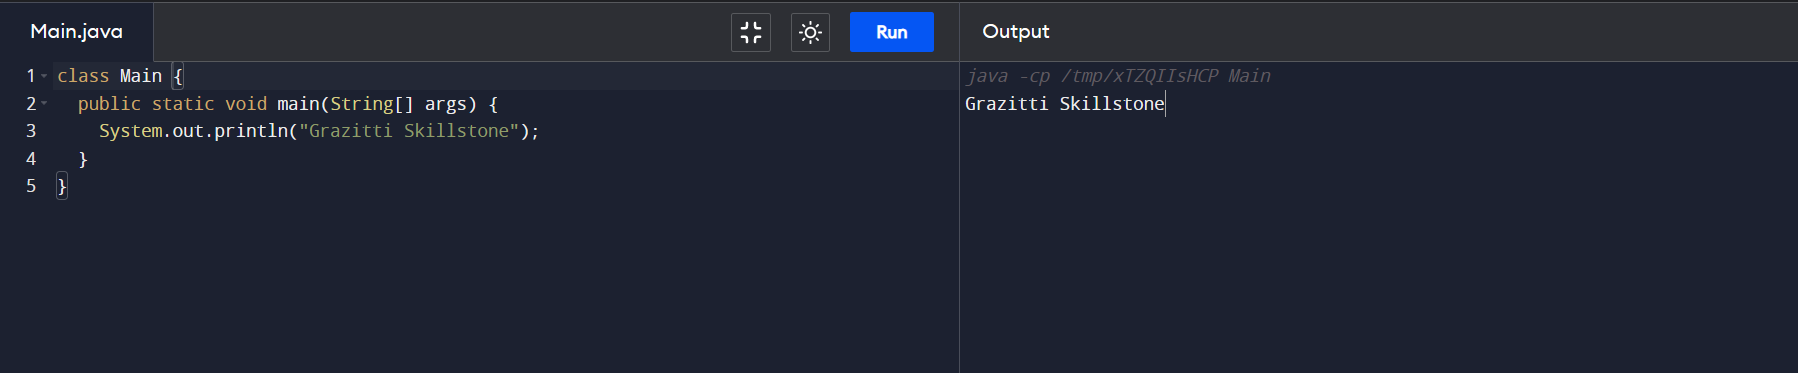 Main.java
Run
1 class Main {
2 public static void main(String[] args) {
3 System.out.println("Grazitti Skillstone");
4 }
5 }
Output
java -cp /tmp/xTZQIIsHCP Main
Grazitti Skillstone